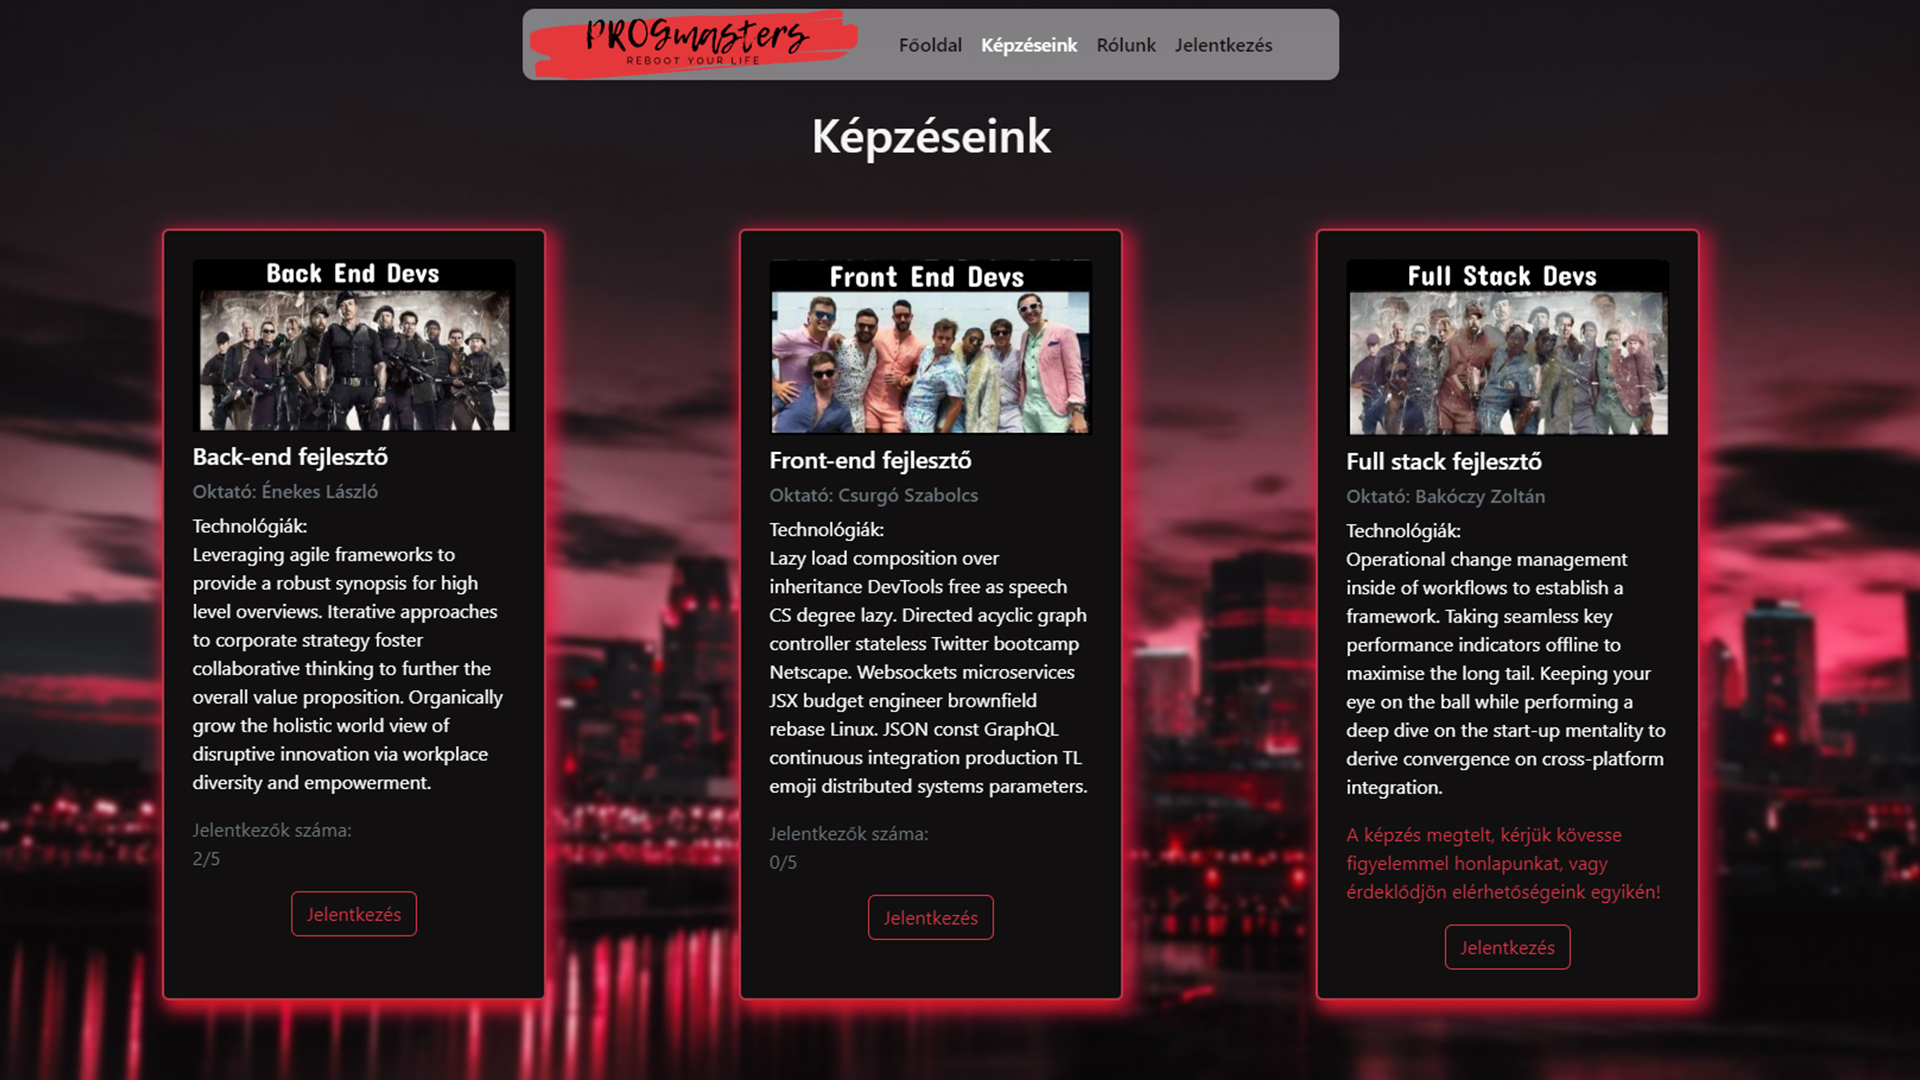 PROGmasters
REBOOT YOUR LIFE
Főoldal Képzéseink Rólunk Jelentkezés
Képzéseink
Back End Devs
Back-end fejlesztő
Oktató: Énekes László
Technológiák:
Leveraging agile frameworks to
provide a robust synopsis for high
level overviews. Iterative approaches
to corporate strategy foster
collaborative thinking to further the
overall value proposition. Organically
grow the holistic world view of
disruptive innovation via workplace
diversity and empowerment.
Jelentkezők száma:
2/5
Jelentkezés
Front End Devs
Front-end fejlesztő
Oktató: Csurgó Szabolcs
Technológiák:
Lazy load composition over
inheritance DevTools free as speech
CS degree lazy. Directed acyclic graph
controller stateless Twitter bootcamp
Netscape. Websockets microservices
JSX budget engineer brownfield
rebase Linux. JSON const GraphQL
continuous integration production TL
emoji distributed systems parameters.
Jelentkezők száma:
0/5
Jelentkezés
Full Stack Devs
Full stack fejlesztő
Oktató: Bakóczy Zoltán
Technológiák:
Operational change management
inside of workflows to establish a
framework. Taking seamless key
performance indicators offline to
maximise the long tail. Keeping your
eye on the ball while performing a
deep dive on the start-up mentality to
derive convergence on cross-platform
integration.
A képzés megtelt, kérjük kövesse
figyelemmel honlapunkat, vagy
érdeklődjön elérhetőségeink egyikén!
Jelentkezés